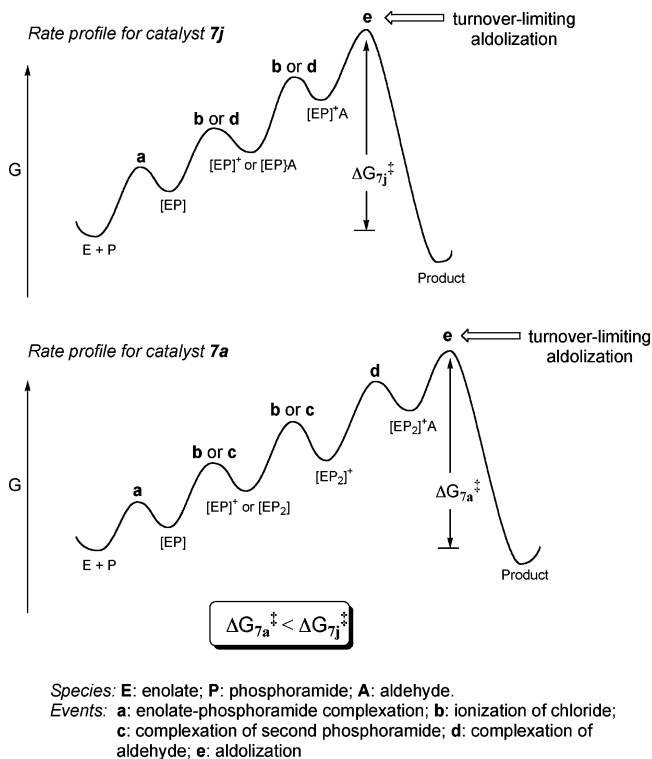 Rate profile for catalyst 7j
e
turnover-limiting
aldolization
b or d
[EP]⁺A
b or d
[EP]⁺ or [EP}A
a
[EP]
G
ΔG7j‡
E + P
Product
Rate profile for catalyst 7a
e
turnover-limiting
aldolization
d
[EP₂]⁺A
b or c
[EP₂]⁺
b or c
[EP]⁺ or [EP₂]
a
[EP]
G
ΔG7a‡
E + P
Product
ΔG7a‡ < ΔG7j‡
Species: E: enolate; P: phosphoramide; A: aldehyde.
Events: a: enolate-phosphoramide complexation; b: ionization of chloride;
c: complexation of second phosphoramide; d: complexation of
aldehyde; e: aldolization